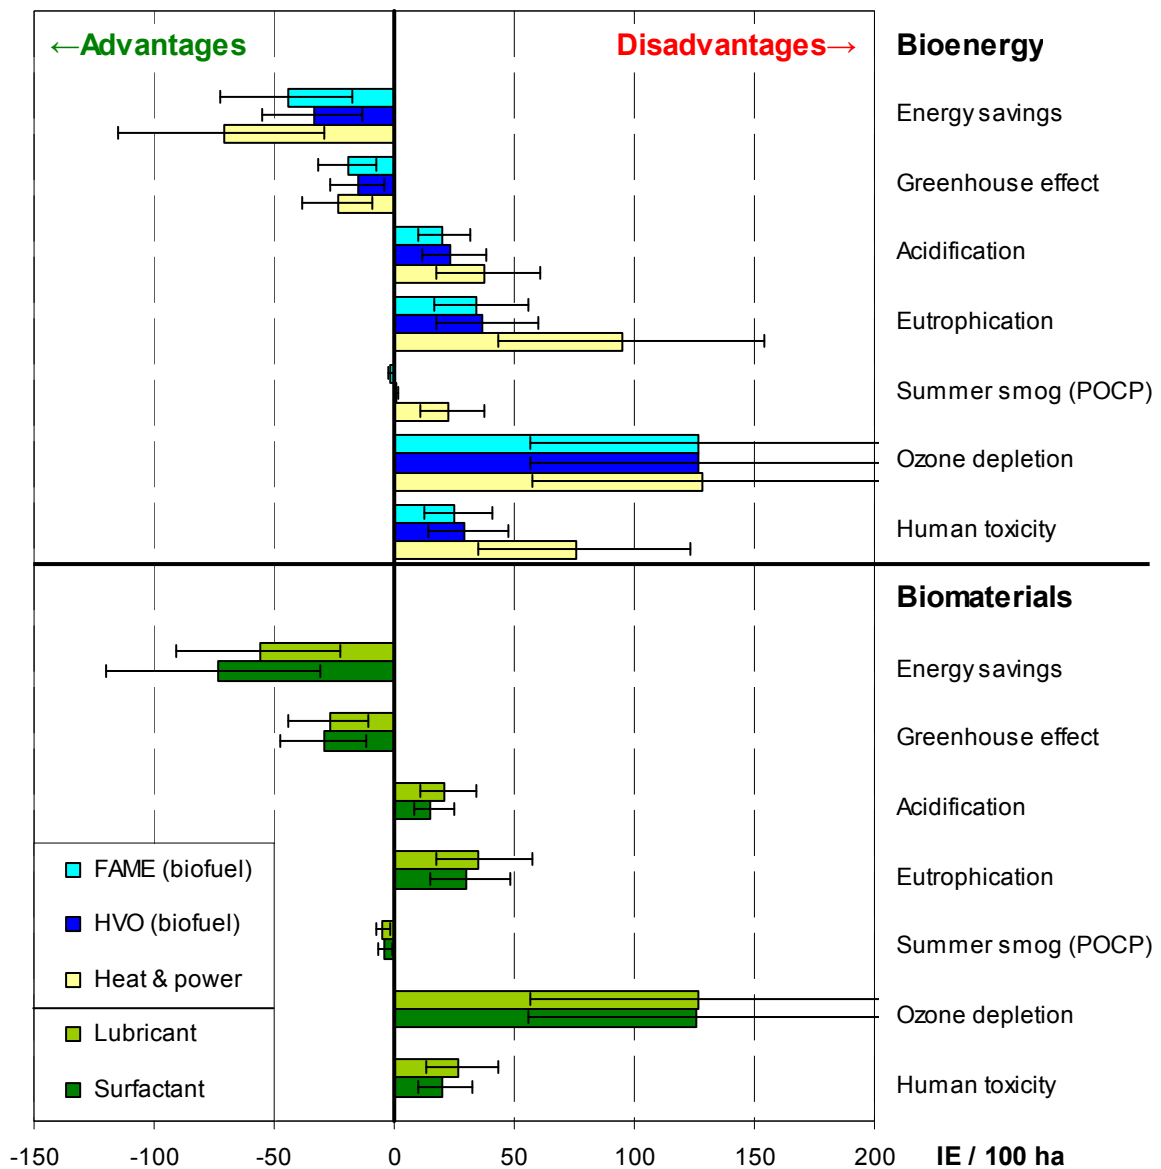 ←Advantages
Disadvantages→
Bioenergy
Energy savings
Greenhouse effect
Acidification
Eutrophication
Summer smog (POCP)
Ozone depletion
Human toxicity
Biomaterials
Energy savings
Greenhouse effect
Acidification
Eutrophication
Summer smog (POCP)
Ozone depletion
Human toxicity
FAME (biofuel)
HVO (biofuel)
Heat & power
Lubricant
Surfactant
-150 -100 -50 0 50 100 150 200 IE / 100 ha